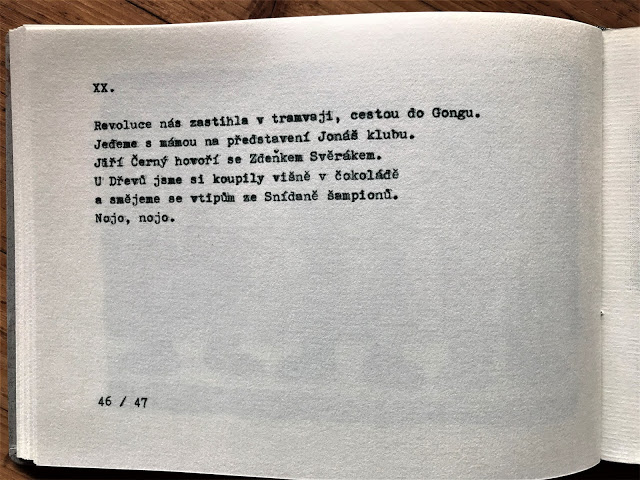 XX.
Revoluce nás zastihla v tramvaji, cestou do Gongu.
Jedeme s mámou na představení Jonáš klubu.
Jiří Černý hovoří se Zdeňkem Svěrákem.
U Dřevů jsme si koupily višně v čokoládě
a smějeme se vtipům ze Snídaně šampionů.
Nojo, nojo.
46 / 47